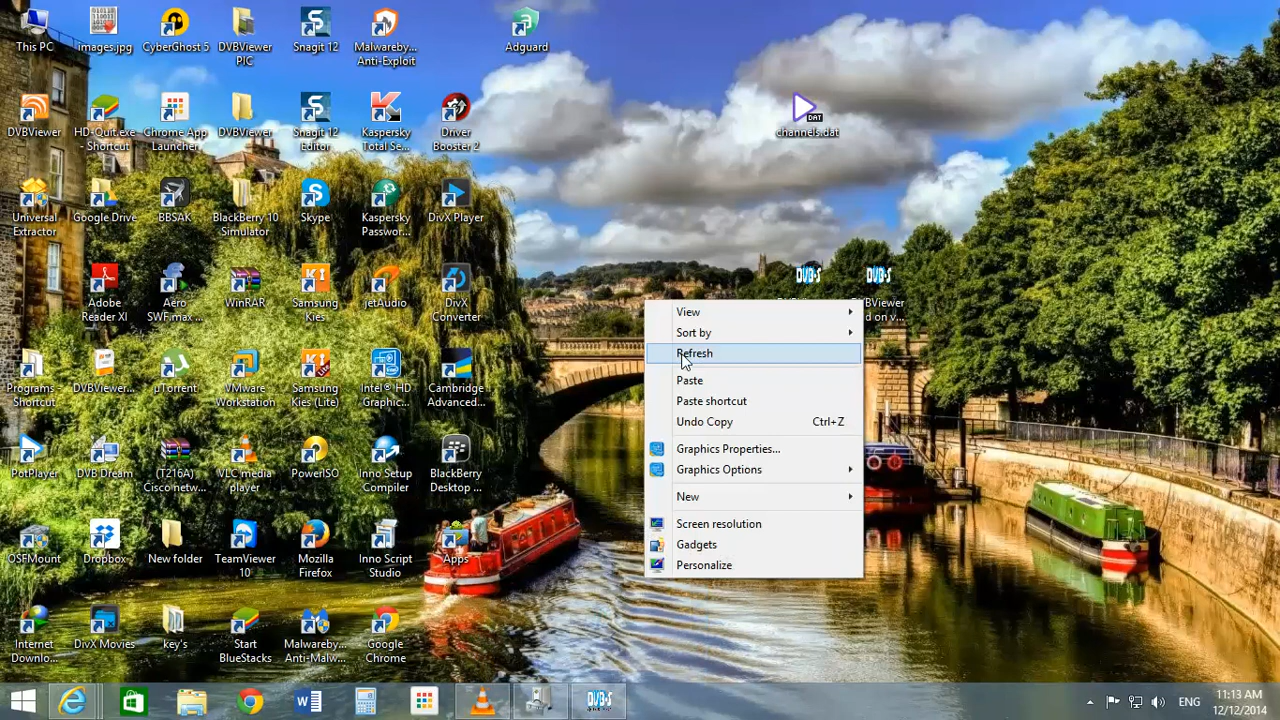 This PC
images.jpg
CyberGhost 5
DVBViewer
PIC
Snagit 12
Malwareby...
Anti-Exploit
Adguard
DVBViewer
HD-Quit.exe
- Shortcut
Chrome App
Launcher
DVBViewer
Snagit 12
Editor
Kaspersky
Total Se...
Driver
Booster 2
DAT
channels.dat
Universal
Extractor
Google Drive
BBSAK
BlackBerry 10
Simulator
Skype
Kaspersky
Passwor...
DivX Player
Adobe
Reader XI
Aero
SWF.max ...
WinRAR
Samsung
Kies
jetAudio
DivX
Converter
DVB-S
DVB-S
DVBViewer
d on v...
Programs -
Shortcut
DVBViewer...
uTorrent
VMware
Workstation
Samsung
Kies (Lite)
Intel® HD
Graphic...
Cambridge
Advanced...
PotPlayer
DVB Dream
(T216A)
Cisco netw...
VLC media
player
PowerISO
Inno Setup
Compiler
BlackBerry
Desktop ...
OSFMount
Dropbox
New folder
TeamViewer
10
Mozilla
Firefox
Inno Script
Studio
Apps
Internet
Downlo...
DivX Movies
key's
Start
BlueStacks
Malwareby...
Anti-Malw...
Google
Chrome
View
Sort by
Refresh
Paste
Paste shortcut
Undo Copy Ctrl+Z
Graphics Properties...
Graphics Options
New
Screen resolution
Gadgets
Personalize
DVB-S
ENG
11:13 AM
12/12/2014